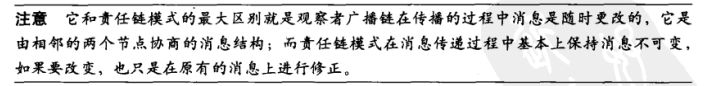 注意　它和责任链模式的最大区别就是观察者广播链在传播的过程中消息是随时更改的，它是
由相邻的两个节点协商的消息结构；而责任链模式在消息传递过程中基本上保持消息不可变，
如果要改变，也只是在原有的消息上进行修正。